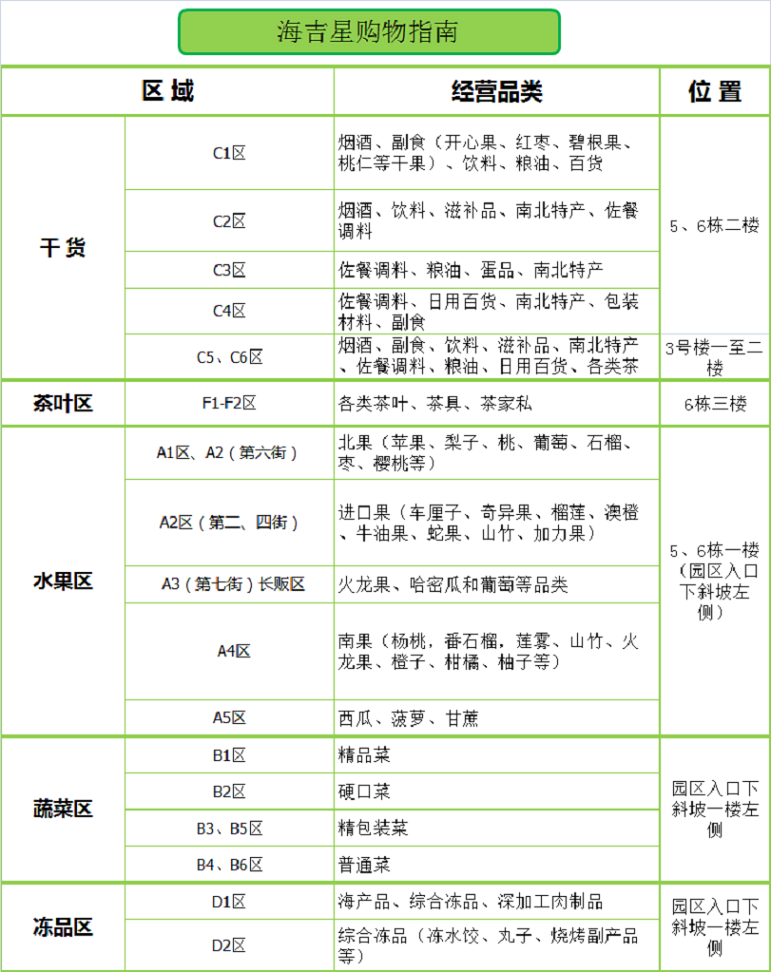 海吉星购物指南
区 域
经营品类
位 置
干 货
C1区
烟酒、副食（开心果、红枣、碧根果、
桃仁等干果）、饮料、粮油、百货
5、6栋二楼
C2区
烟酒、饮料、滋补品、南北特产、佐餐
调料
C3区
佐餐调料、粮油、蛋品、南北特产
C4区
佐餐调料、日用百货、南北特产、包装
材料、副食
C5、C6区
烟酒、副食、饮料、滋补品、南北特产
、佐餐调料、粮油、日用百货、各类茶
3号楼一至二
楼
茶叶区
F1-F2区
各类茶叶、茶具、茶家私
6栋三楼
水果区
A1区、A2（第六街）
北果（苹果、梨子、桃、葡萄、石榴、
枣、樱桃等）
5、6栋一楼
（园区入口
下斜坡左
侧）
A2区（第二、四街）
进口果（车厘子、奇异果、榴莲、澳橙
、牛油果、蛇果、山竹、加力果）
A3（第七街）长贩区
火龙果、哈密瓜和葡萄等品类
A4区
南果（杨桃，番石榴，莲雾、山竹、火
龙果、橙子、柑橘、柚子等）
A5区
西瓜、菠萝、甘蔗
蔬菜区
B1区
精品菜
园区入口下
斜坡一楼左
侧
B2区
硬口菜
B3、B5区
精包装菜
B4、B6区
普通菜
冻品区
D1区
海产品、综合冻品、深加工肉制品
园区入口下
斜坡一楼左
侧
D2区
综合冻品（冻水饺、丸子、烧烤副产品
等）